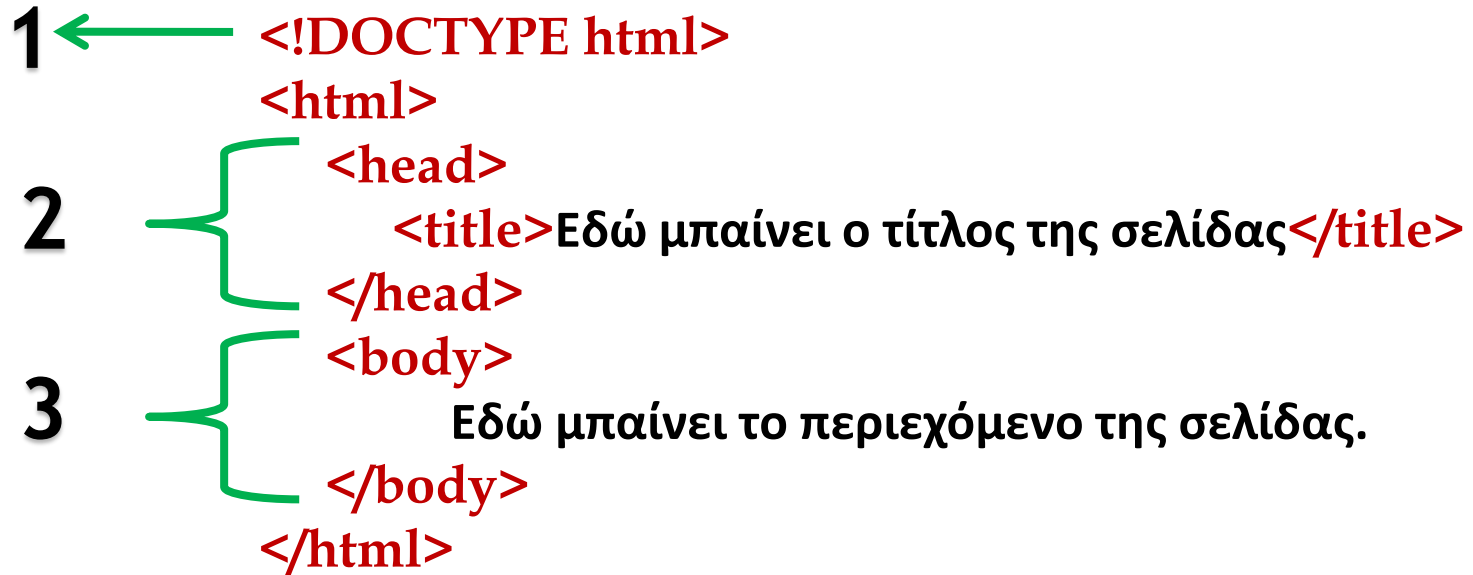 1 <!DOCTYPE html>
<html>
<head>
2 <title>Εδώ μπαίνει ο τίτλος της σελίδας</title>
</head>
<body>
3 Εδώ μπαίνει το περιεχόμενο της σελίδας.
</body>
</html>